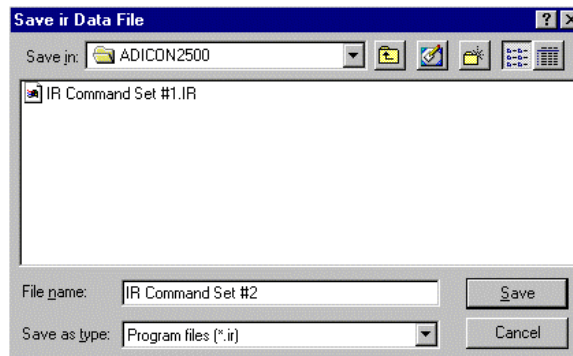 Save ir Data File
Save in: ADICON2500
IR Command Set #1.IR
File name: IR Command Set #2 Save
Save as type: Program files (*.ir) Cancel